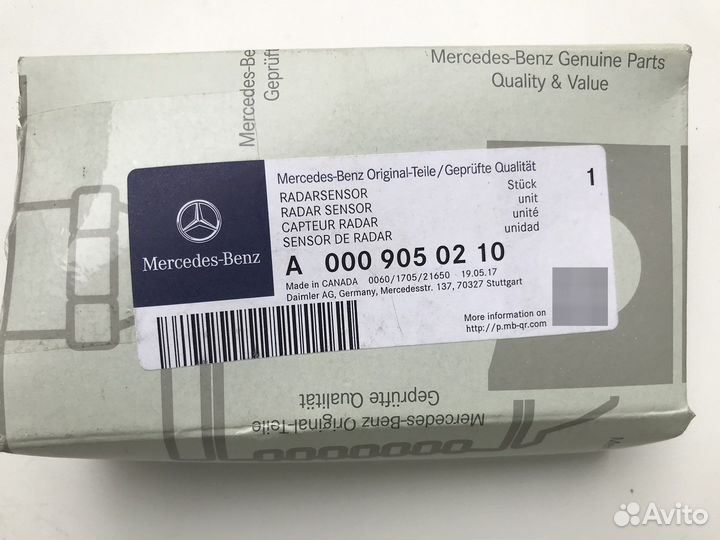 Mercedes-Be
Geprüfte
Mercedes-Benz Genuine Parts
Quality & Value
Mercedes-Benz
Mercedes-Benz Original-Teile/Geprüfte Qualität
RADARSENSOR Stück 1
RADAR SENSOR unit
CAPTEUR RADAR unité
SENSOR DE RADAR unidad
A 000 905 02 10
Made in CANADA 0060/1705/21650 19.05.17
Daimler AG, Germany, Mercedesstr. 137, 70327 Stuttgart
More information on
http://p.mb-qr.com
Mercedes-Benz Original-Teile
Geprüfte Qualität
Avito